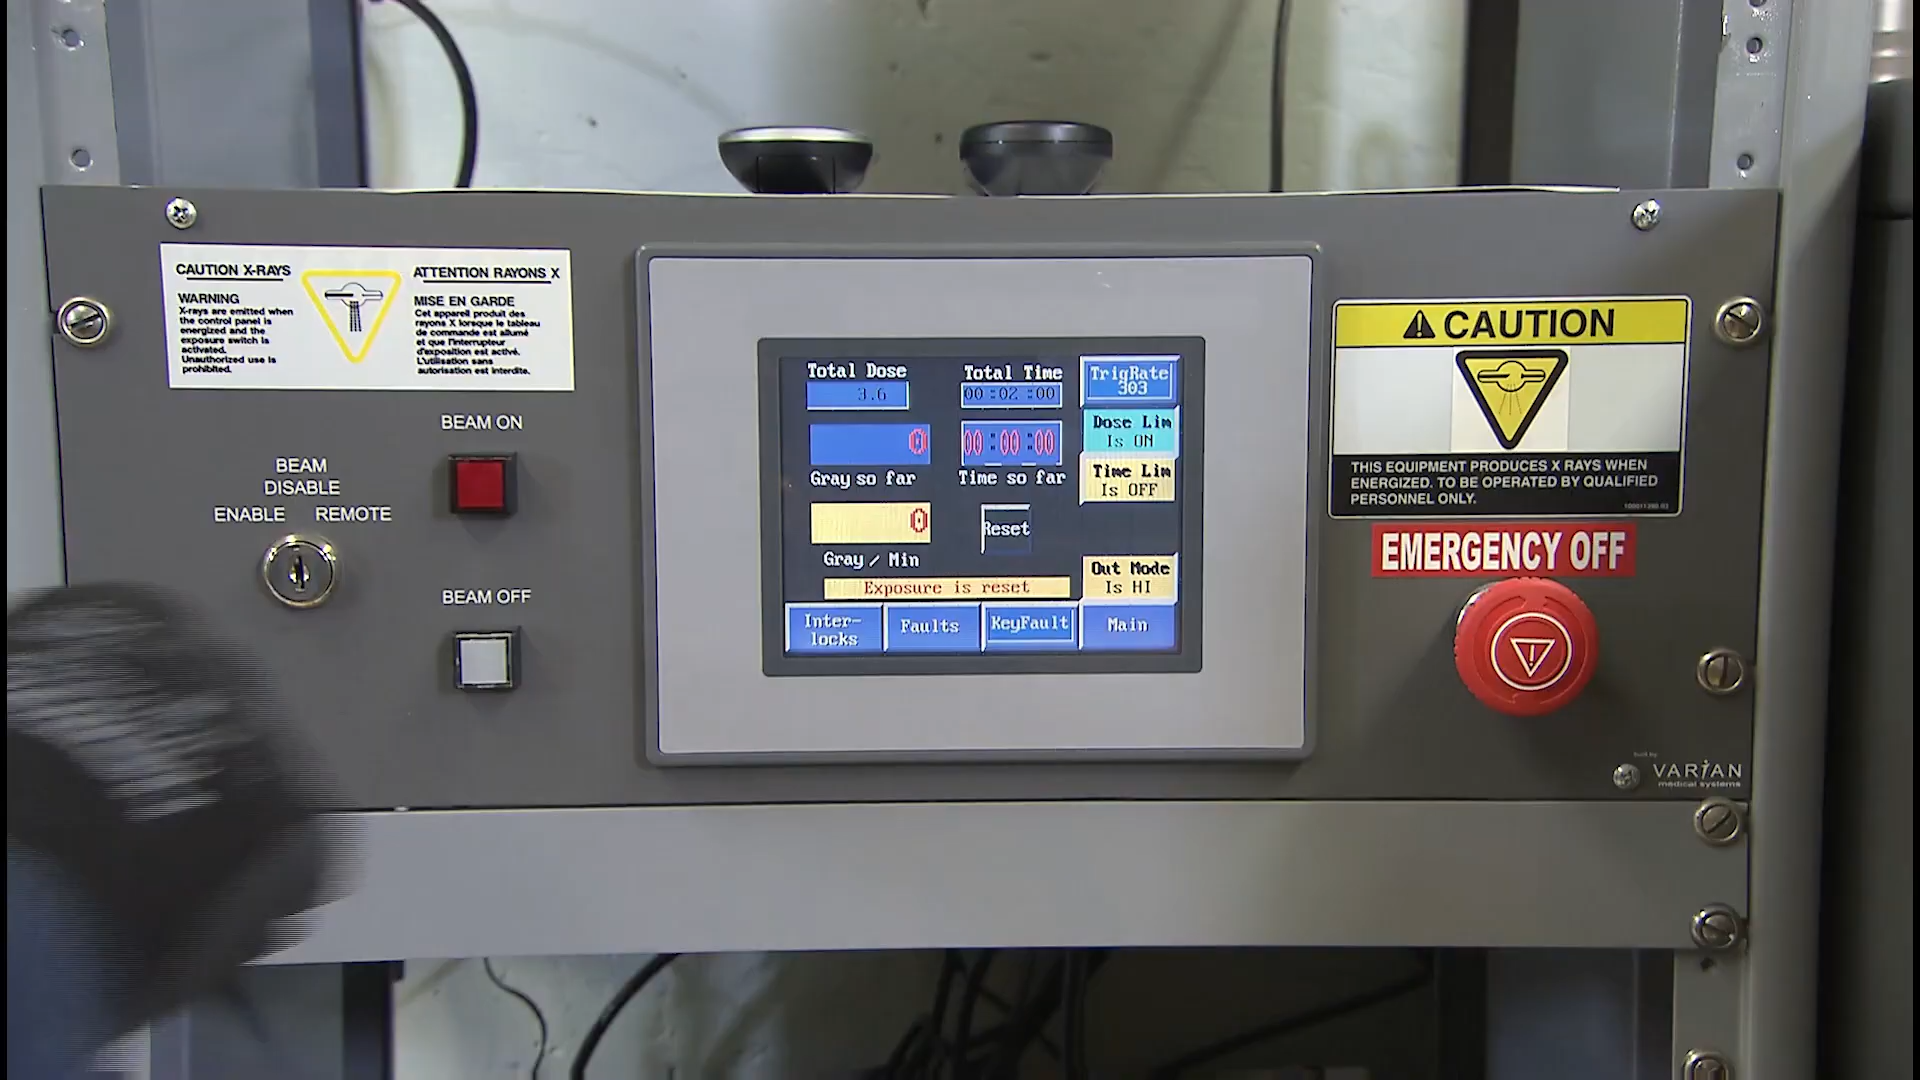 CAUTION X-RAYS
WARNING
X-rays are emitted when
the control panel is
energized and the
exposure switch is
activated.
Unauthorized use is
prohibited.
ATTENTION RAYONS X
MISE EN GARDE
Cet appareil produit des
rayons X lorsque le tableau
de commande est allumé
et que l'interrupteur
d'exposition est activé.
L'utilisation sans
autorisation est interdite.
BEAM ON
BEAM
DISABLE
ENABLE REMOTE
BEAM OFF
Total Dose
3.6
0
Gray so far
0
Gray / Min
Total Time
00:02:00
00:00:00
Time so far
Reset
Exposure is reset
TrigRate
303
Dose Lim
Is ON
Time Lim
Is OFF
Out Mode
Is HI
Inter-
locks
Faults
KeyFault
Main
CAUTION
THIS EQUIPMENT PRODUCES X RAYS WHEN
ENERGIZED. TO BE OPERATED BY QUALIFIED
PERSONNEL ONLY.
EMERGENCY OFF
built by
VARIAN
medical systems